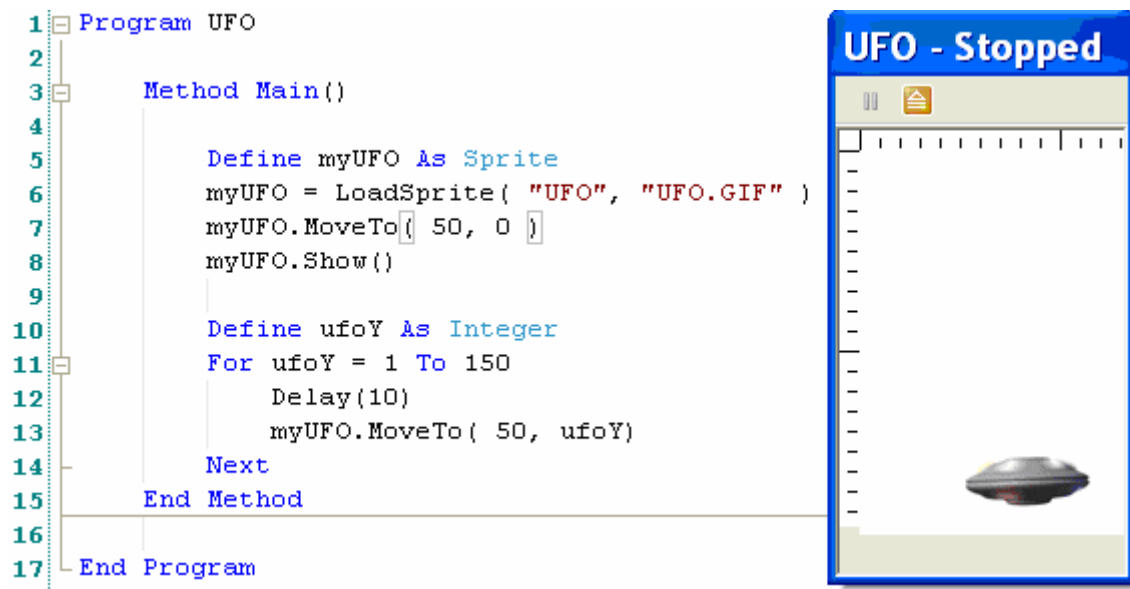 1 Program UFO
2
3 Method Main()
4
5 Define myUFO As Sprite
6 myUFO = LoadSprite( "UFO", "UFO.GIF" )
7 myUFO.MoveTo( 50, 0 )
8 myUFO.Show()
9
10 Define ufoY As Integer
11 For ufoY = 1 To 150
12 Delay(10)
13 myUFO.MoveTo( 50, ufoY)
14 Next
15 End Method
16
17 End Program
UFO - Stopped